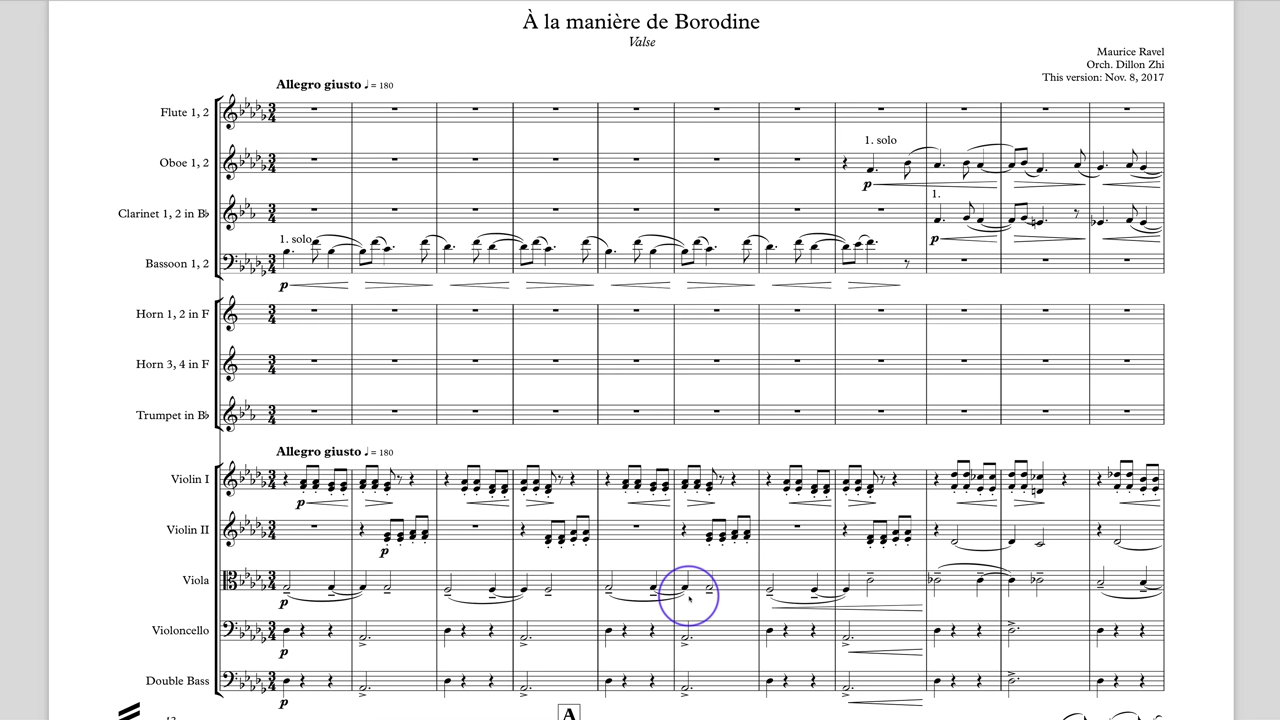 À la manière de Borodine
Valse
Maurice Ravel
Orch. Dillon Zhi
This version: Nov. 8, 2017
Allegro giusto ♩ = 180
Flute 1, 2
1. solo
Oboe 1, 2
p
1.
Clarinet 1, 2 in B♭
p
1. solo
Bassoon 1, 2
p
Horn 1, 2 in F
Horn 3, 4 in F
Trumpet in B♭
Allegro giusto ♩ = 180
Violin I
p
Violin II
p
Viola
p
Violoncello
p
Double Bass
p
A